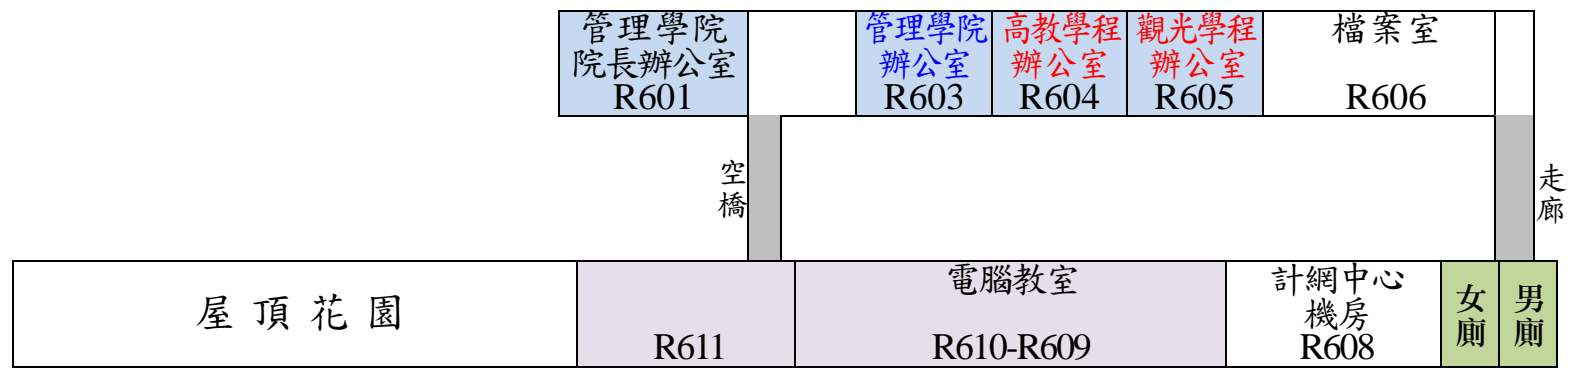 管理學院
院長辦公室
R601
管理學院
辦公室
R603
高教學程
辦公室
R604
觀光學程
辦公室
R605
檔案室
R606
空橋
走廊
屋頂花園
R611
電腦教室
R610-R609
計網中心
機房
R608
女廁
男廁